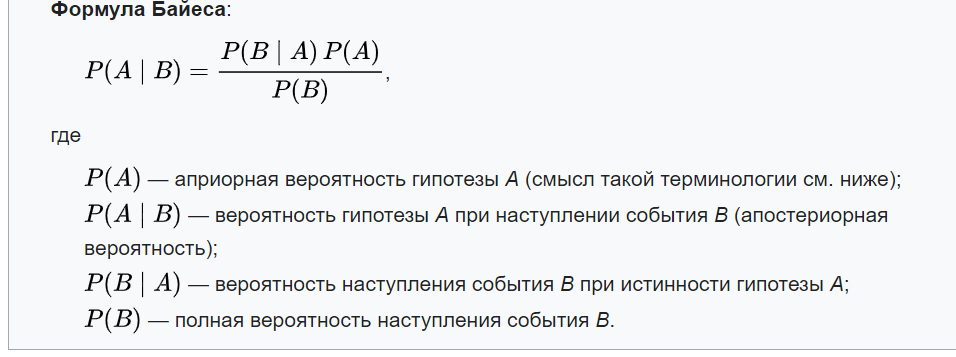 Формула Байеса:
P(A | B) = P(B | A) P(A) / P(B),
где
P(A) — априорная вероятность гипотезы A (смысл такой терминологии см. ниже);
P(A | B) — вероятность гипотезы A при наступлении события B (апостериорная
вероятность);
P(B | A) — вероятность наступления события B при истинности гипотезы A;
P(B) — полная вероятность наступления события B.